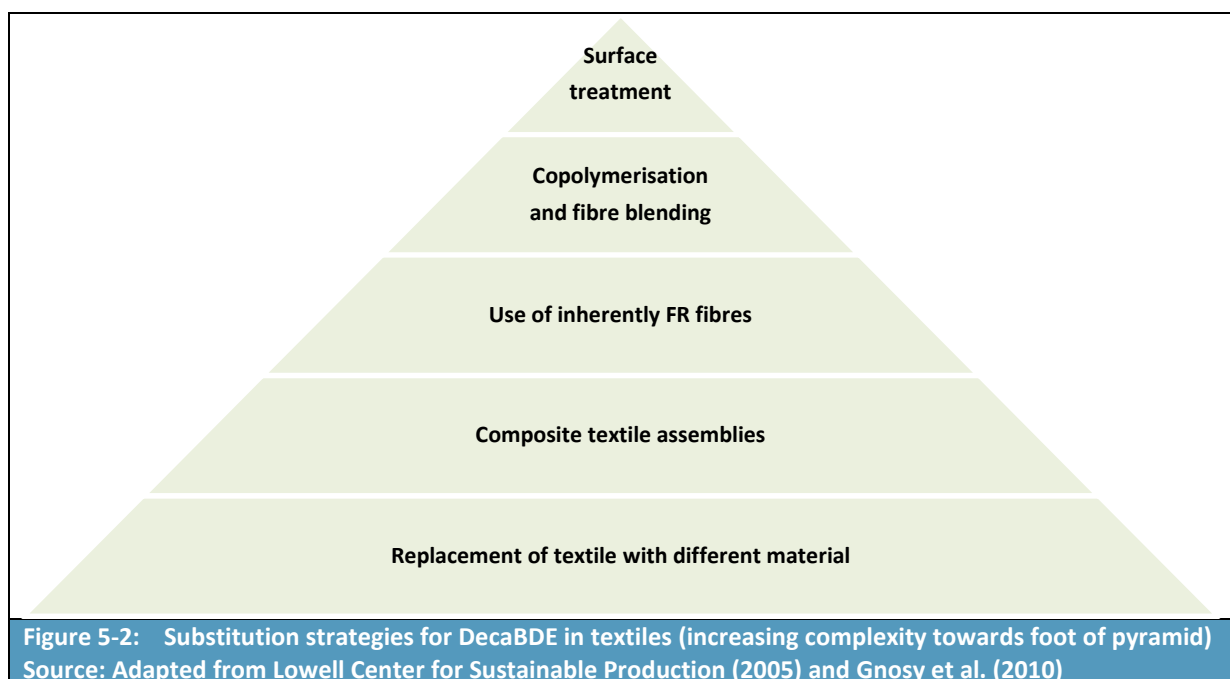 Surface
treatment
Copolymerisation
and fibre blending
Use of inherently FR fibres
Composite textile assemblies
Replacement of textile with different material
Figure 5-2: Substitution strategies for DecaBDE in textiles (increasing complexity towards foot of pyramid)
Source: Adapted from Lowell Center for Sustainable Production (2005) and Gnosy et al. (2010)